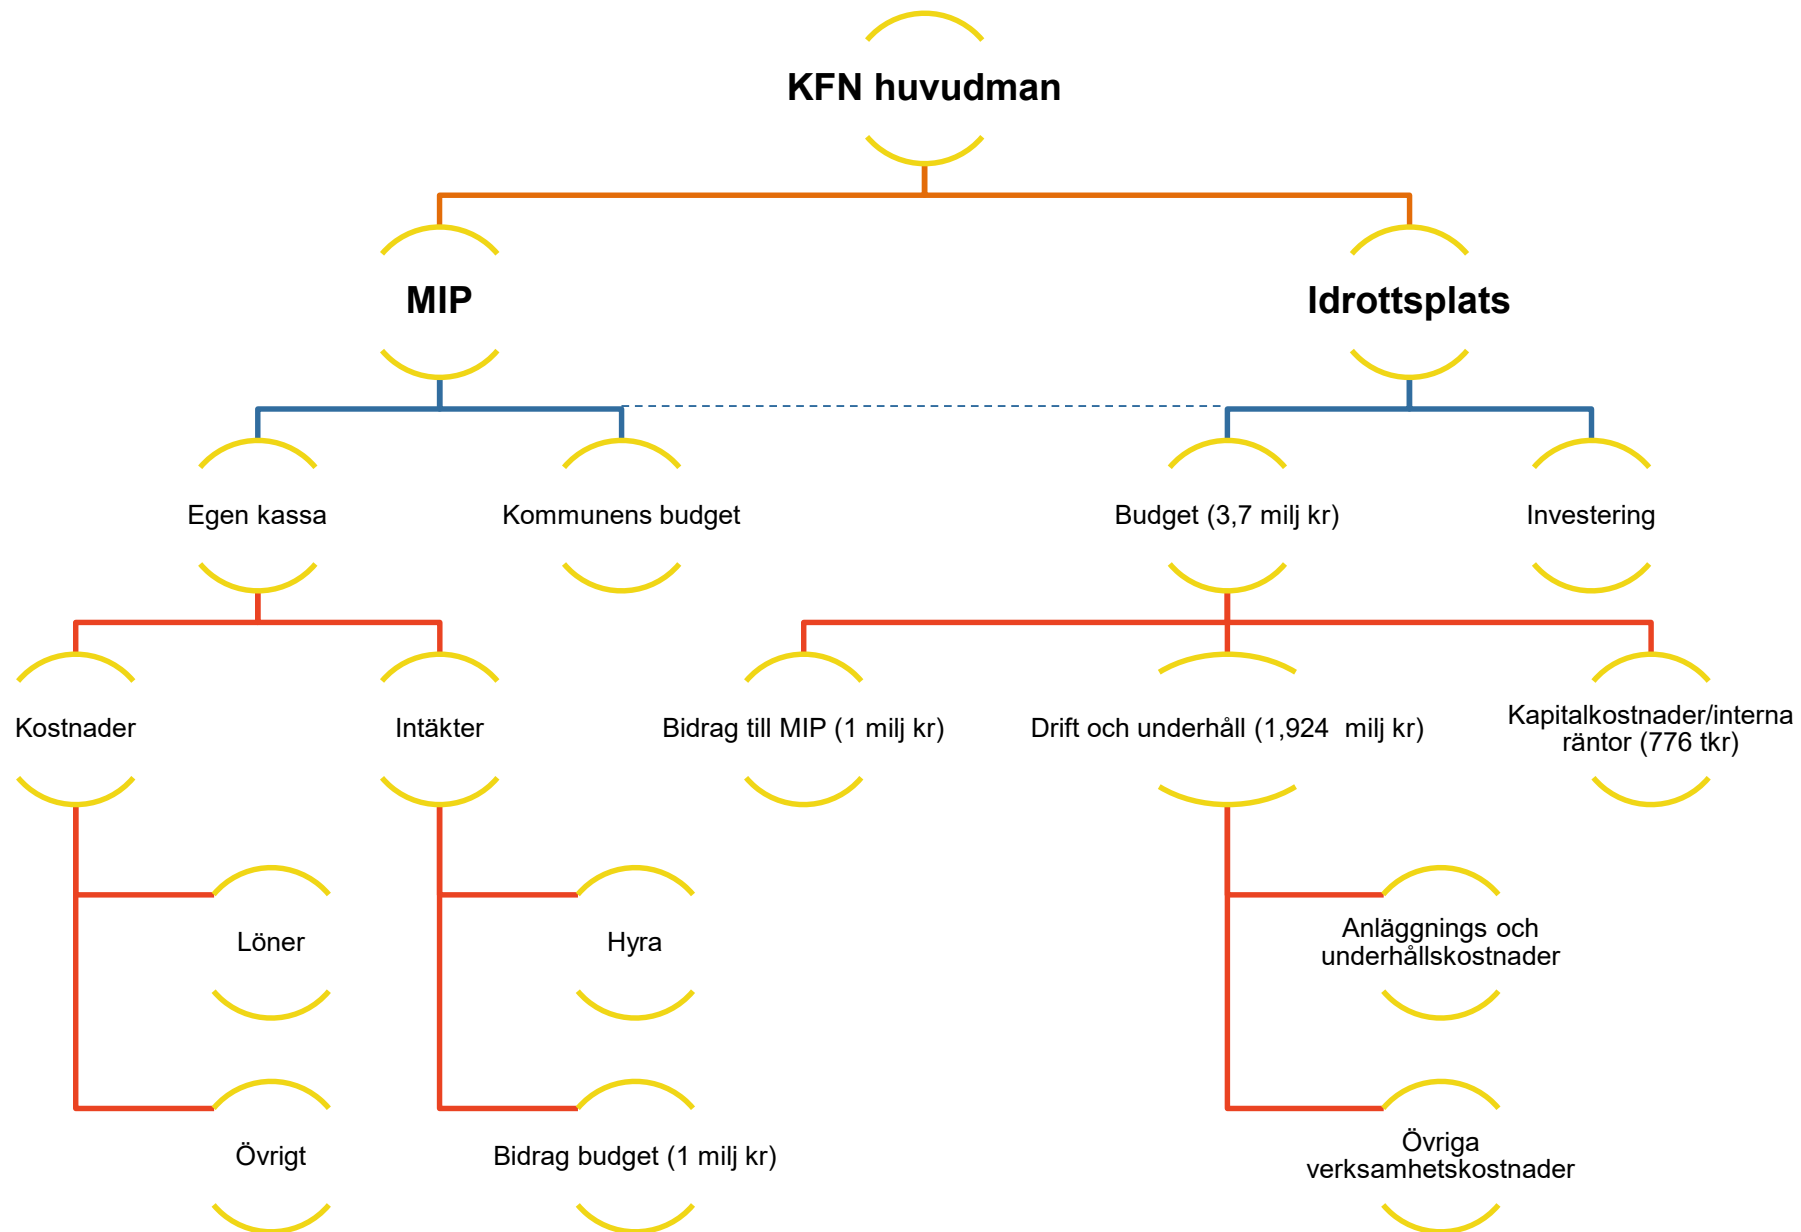 KFN huvudman
MIP
Idrottsplats
Egen kassa
Kommunens budget
Budget (3,7 milj kr)
Investering
Kostnader
Intäkter
Bidrag till MIP (1 milj kr)
Drift och underhåll (1,924  milj kr)
Kapitalkostnader/interna
räntor (776 tkr)
Löner
Hyra
Anläggnings och
underhållskostnader
Övrigt
Bidrag budget (1 milj kr)
Övriga
verksamhetskostnader